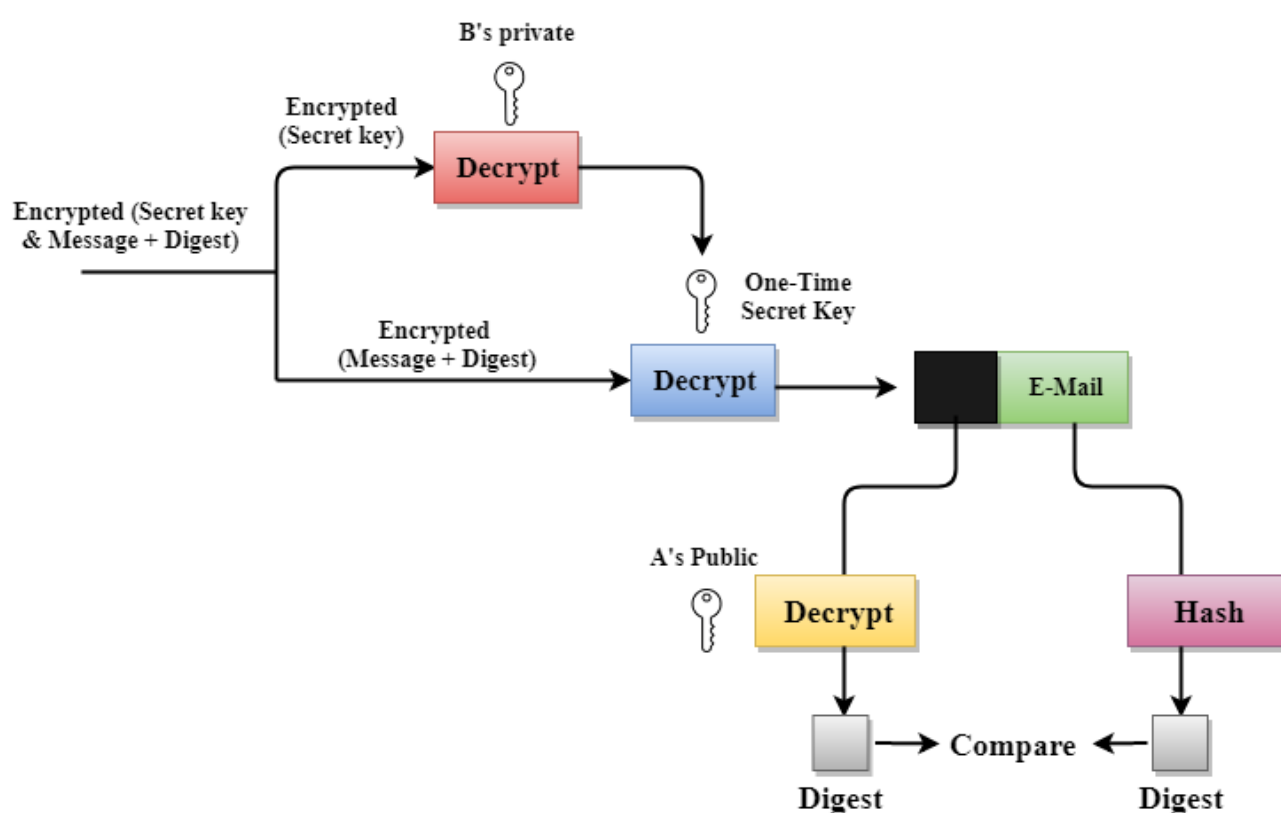 B's private
Encrypted
(Secret key)
Decrypt
Encrypted (Secret key
& Message + Digest)
One-Time
Secret Key
Encrypted
(Message + Digest)
Decrypt
E-Mail
A's Public
Decrypt
Hash
Compare
Digest
Digest